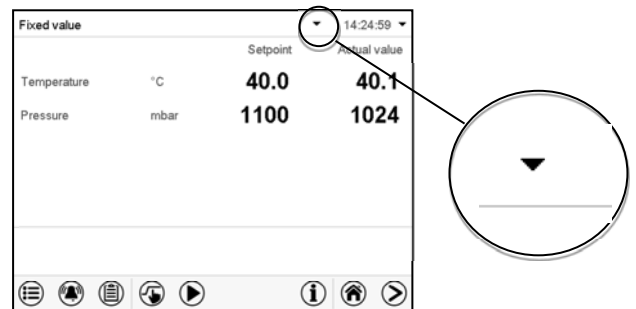 Fixed value 14:24:59
Setpoint Actual value
Temperature °C 40.0 40.1
Pressure mbar 1100 1024
i